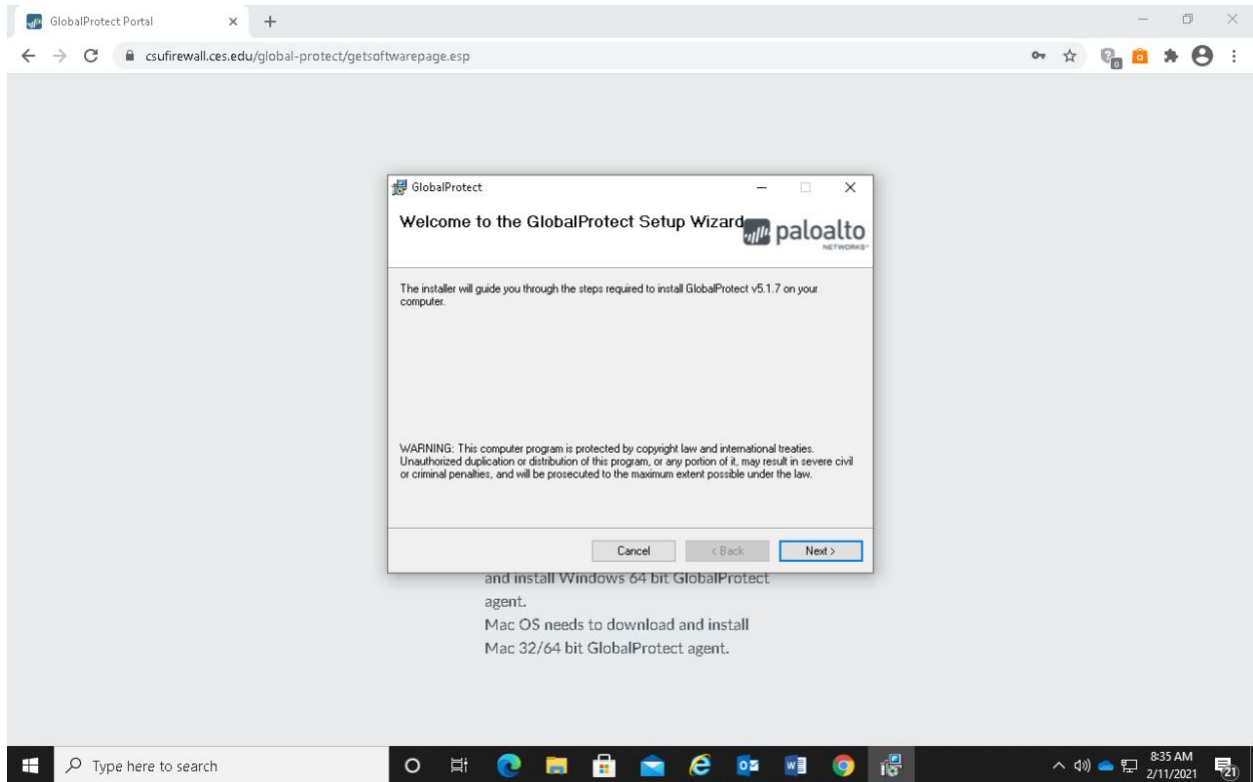 GlobalProtect Portal
csufirewall.ces.edu/global-protect/getsoftwarepage.esp
0
GlobalProtect
Welcome to the GlobalProtect Setup Wizard
paloalto
NETWORKS
The installer will guide you through the steps required to install GlobalProtect v5.1.7 on your
computer.
WARNING: This computer program is protected by copyright law and international treaties.
Unauthorized duplication or distribution of this program, or any portion of it, may result in severe civil
or criminal penalties, and will be prosecuted to the maximum extent possible under the law.
Cancel < Back Next >
and install Windows 64 bit GlobalProtect
agent.
Mac OS needs to download and install
Mac 32/64 bit GlobalProtect agent.
Type here to search
8:35 AM
2/11/2021
21